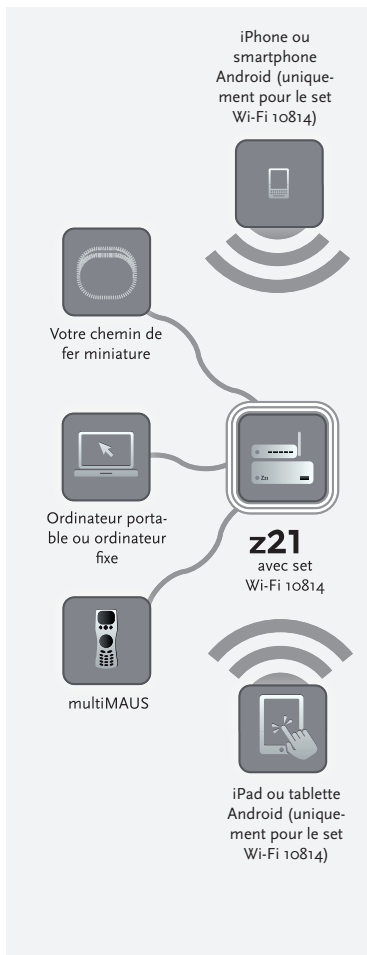 iPhone ou
smartphone
Android (unique-
ment pour le set
Wi-Fi 10814)
Votre chemin de
fer miniature
Ordinateur porta-
ble ou ordinateur
fixe
Z21
z21
avec set
Wi-Fi 10814
multiMAUS
iPad ou tablette
Android (unique-
ment pour le set
Wi-Fi 10814)